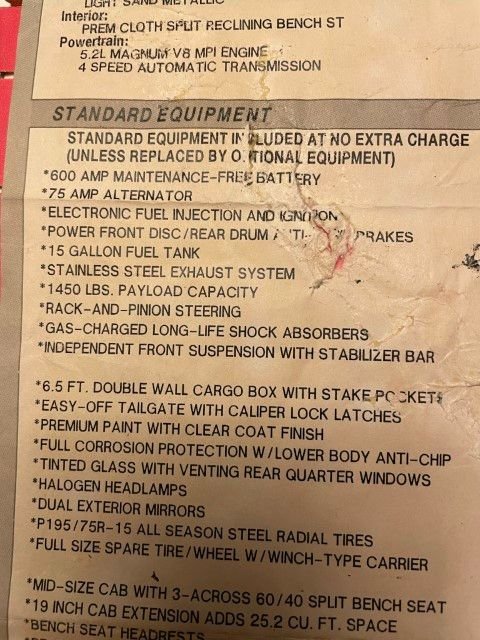 LIGHT SAND METALLIC
Interior:
PREM CLOTH SPLIT RECLINING BENCH ST
Powertrain:
5.2L MAGNUM V8 MPI ENGINE
4 SPEED AUTOMATIC TRANSMISSION
STANDARD EQUIPMENT
STANDARD EQUIPMENT INCLUDED AT NO EXTRA CHARGE
(UNLESS REPLACED BY OPTIONAL EQUIPMENT)
*600 AMP MAINTENANCE-FREE BATTERY
*75 AMP ALTERNATOR
*ELECTRONIC FUEL INJECTION AND IGNITION
*POWER FRONT DISC/REAR DRUM BRAKES
*15 GALLON FUEL TANK
*STAINLESS STEEL EXHAUST SYSTEM
*1450 LBS. PAYLOAD CAPACITY
*RACK-AND-PINION STEERING
*GAS-CHARGED LONG-LIFE SHOCK ABSORBERS
*INDEPENDENT FRONT SUSPENSION WITH STABILIZER BAR
*6.5 FT. DOUBLE WALL CARGO BOX WITH STAKE POCKETS
*EASY-OFF TAILGATE WITH CALIPER LOCK LATCHES
*PREMIUM PAINT WITH CLEAR COAT FINISH
*FULL CORROSION PROTECTION W/LOWER BODY ANTI-CHIP
*TINTED GLASS WITH VENTING REAR QUARTER WINDOWS
*HALOGEN HEADLAMPS
*DUAL EXTERIOR MIRRORS
*P195/75R-15 ALL SEASON STEEL RADIAL TIRES
*FULL SIZE SPARE TIRE/WHEEL W/WINCH-TYPE CARRIER
*MID-SIZE CAB WITH 3-ACROSS 60/40 SPLIT BENCH SEAT
*19 INCH CAB EXTENSION ADDS 25.2 CU. FT. SPACE
*BENCH SEAT HEADRESTS